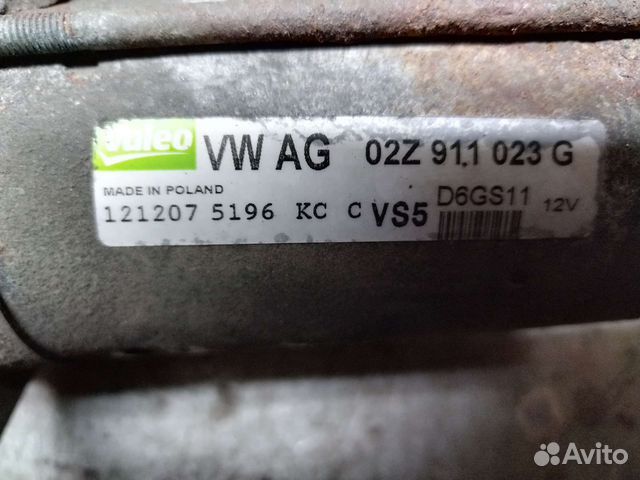 Valeo VW AG 02Z 911 023 G
MADE IN POLAND
121207 5196 KC C VS5 D6GS11 12V
Avito